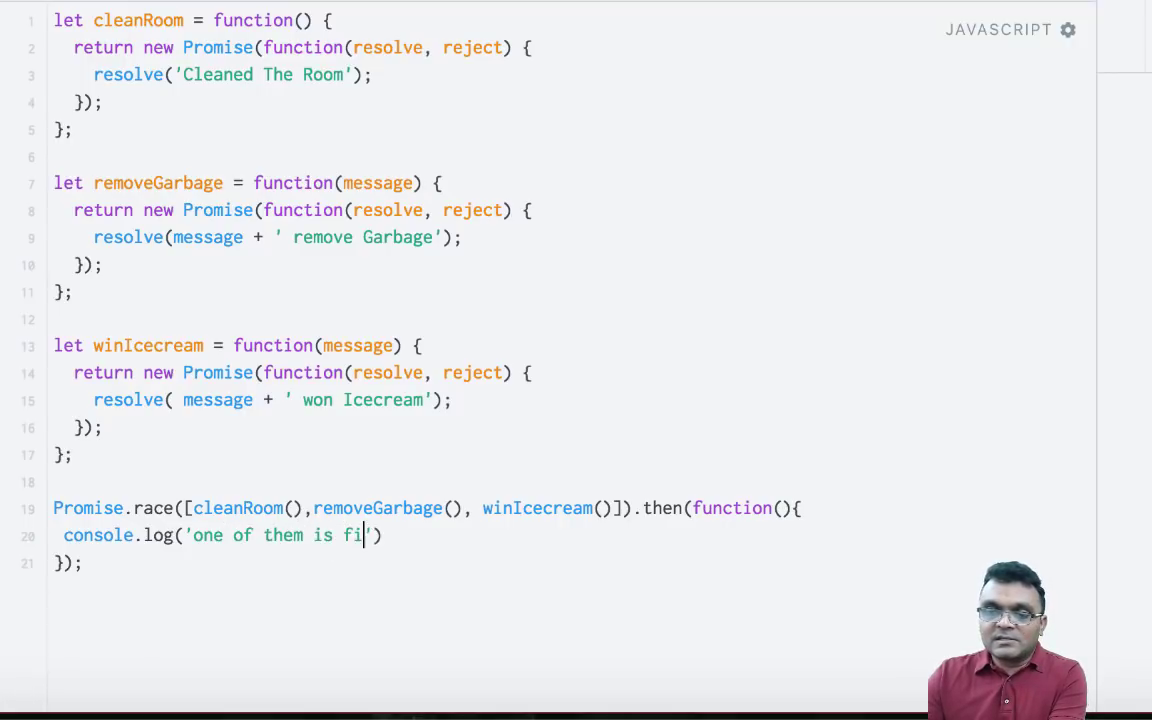 JAVASCRIPT
1 let cleanRoom = function() {
2 return new Promise(function(resolve, reject) {
3 resolve('Cleaned The Room');
4 });
5 };
6
7 let removeGarbage = function(message) {
8 return new Promise(function(resolve, reject) {
9 resolve(message + ' remove Garbage');
10 });
11 };
12
13 let winIcecream = function(message) {
14 return new Promise(function(resolve, reject) {
15 resolve( message + ' won Icecream');
16 });
17 };
18
19 Promise.race([cleanRoom(),removeGarbage(), winIcecream()]).then(function(){
20 console.log('one of them is fi')
21 });